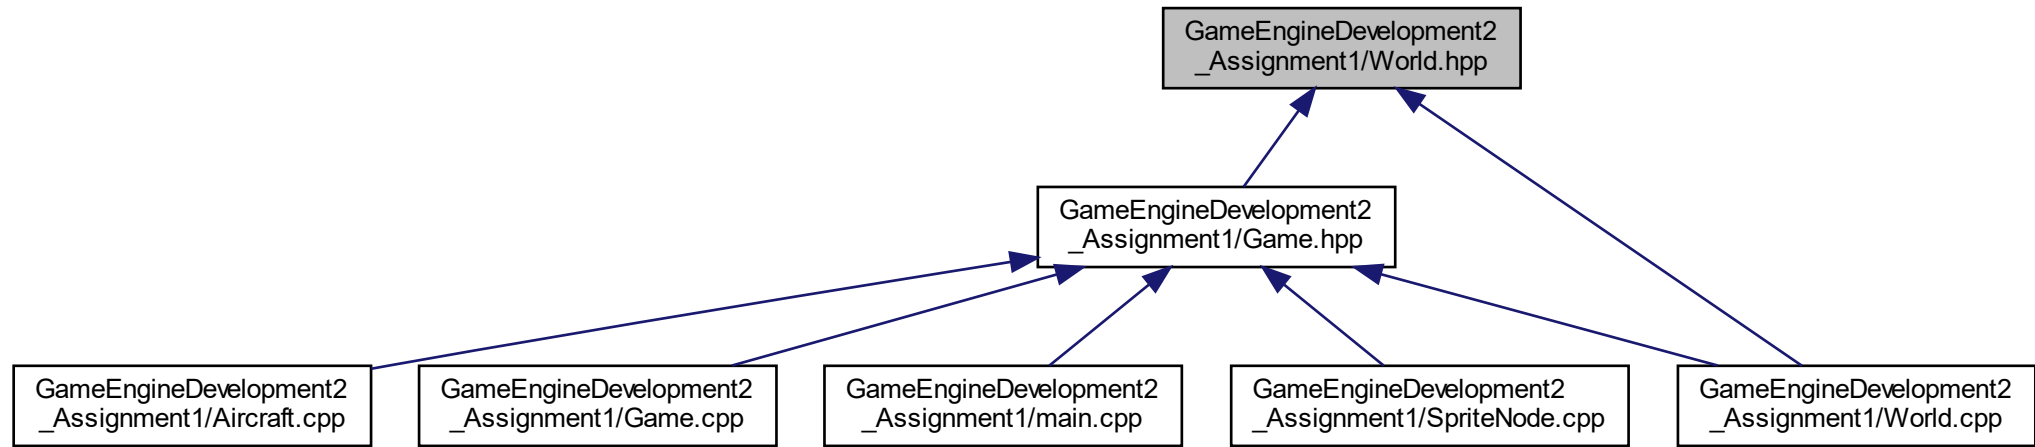 GameEngineDevelopment2
_Assignment1/World.hpp
GameEngineDevelopment2
_Assignment1/Game.hpp
GameEngineDevelopment2
_Assignment1/Aircraft.cpp
GameEngineDevelopment2
_Assignment1/Game.cpp
GameEngineDevelopment2
_Assignment1/main.cpp
GameEngineDevelopment2
_Assignment1/SpriteNode.cpp
GameEngineDevelopment2
_Assignment1/World.cpp